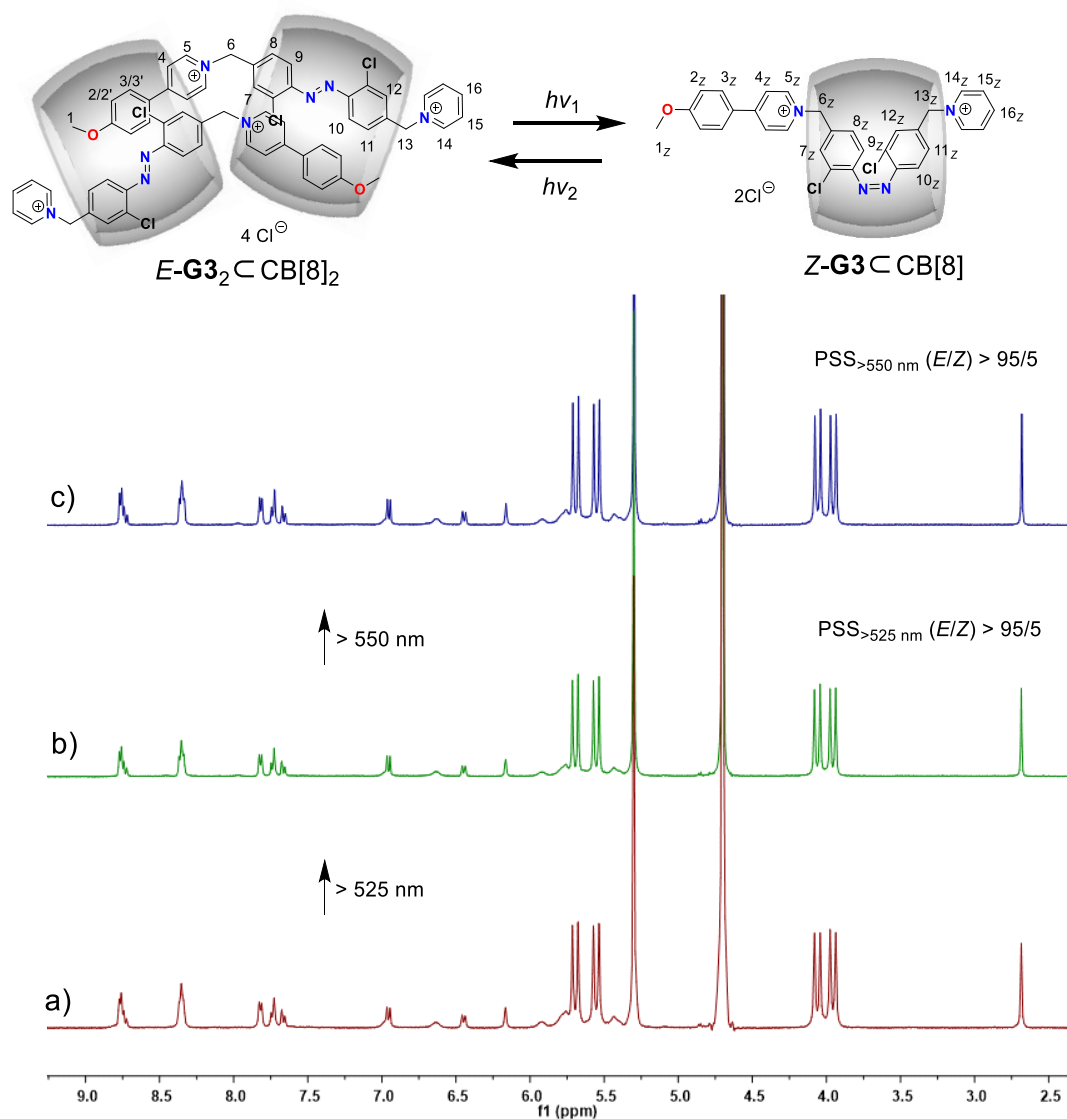 1
2/2'
3/3'
4
5
6
7
8
9
10
11
12
13
14
15
16
O
Cl
N
+
N
N
Cl
Cl
N
+
N
N
Cl
N
+
N
+
O
4 Cl⊖
E-G3₂⊂CB[8]₂
hν₁
hν₂
1Z
2Z
3Z
4Z
5Z
6Z
7Z
8Z
9Z
10Z
11Z
12Z
13Z
14Z
15Z
16Z
O
N
+
N
+
Cl
Cl
N=N
2Cl⊖
Z-G3⊂CB[8]
PSS>550 nm (E/Z) > 95/5
c)
> 550 nm
PSS>525 nm (E/Z) > 95/5
b)
> 525 nm
a)
9.0 8.5 8.0 7.5 7.0 6.5 6.0 5.5 5.0 4.5 4.0 3.5 3.0 2.5
f1 (ppm)